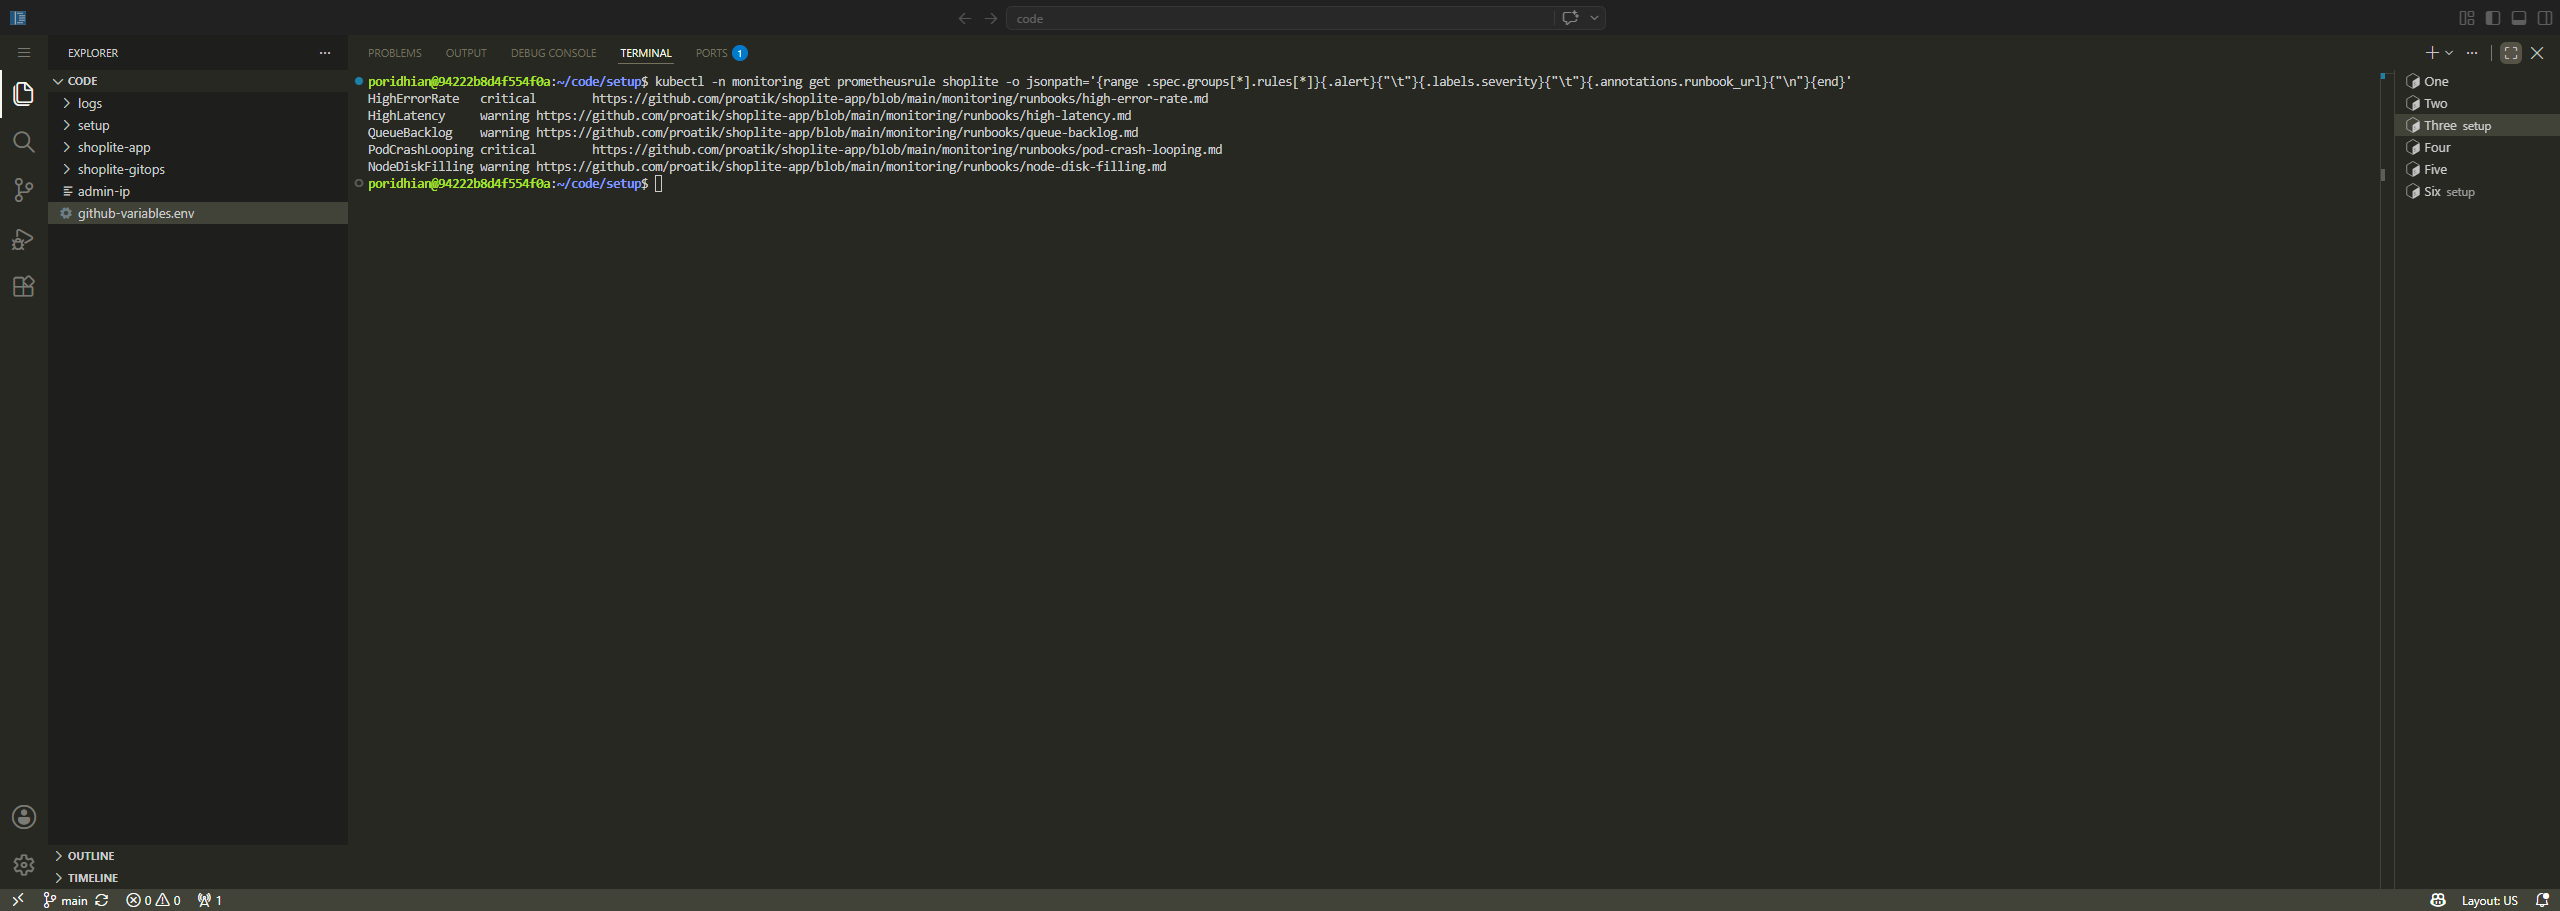 code
EXPLORER
CODE
logs
setup
shoplite-app
shoplite-gitops
admin-ip
github-variables.env
OUTLINE
TIMELINE
PROBLEMS OUTPUT DEBUG CONSOLE TERMINAL PORTS 1
poridhian@94222b8d4f554f0a:~/code/setup$ kubectl -n monitoring get prometheusrule shoplite -o jsonpath='{range .spec.groups[*].rules[*]}{.alert}{"\t"}{.labels.severity}{"\t"}{.annotations.runbook_url}{"\n"}{end}'
HighErrorRate critical https://github.com/proatik/shoplite-app/blob/main/monitoring/runbooks/high-error-rate.md
HighLatency warning https://github.com/proatik/shoplite-app/blob/main/monitoring/runbooks/high-latency.md
QueueBacklog warning https://github.com/proatik/shoplite-app/blob/main/monitoring/runbooks/queue-backlog.md
PodCrashLooping critical https://github.com/proatik/shoplite-app/blob/main/monitoring/runbooks/pod-crash-looping.md
NodeDiskFilling warning https://github.com/proatik/shoplite-app/blob/main/monitoring/runbooks/node-disk-filling.md
poridhian@94222b8d4f554f0a:~/code/setup$
One
Two
Three setup
Four
Five
Six setup
main 0 0 1 Layout: US